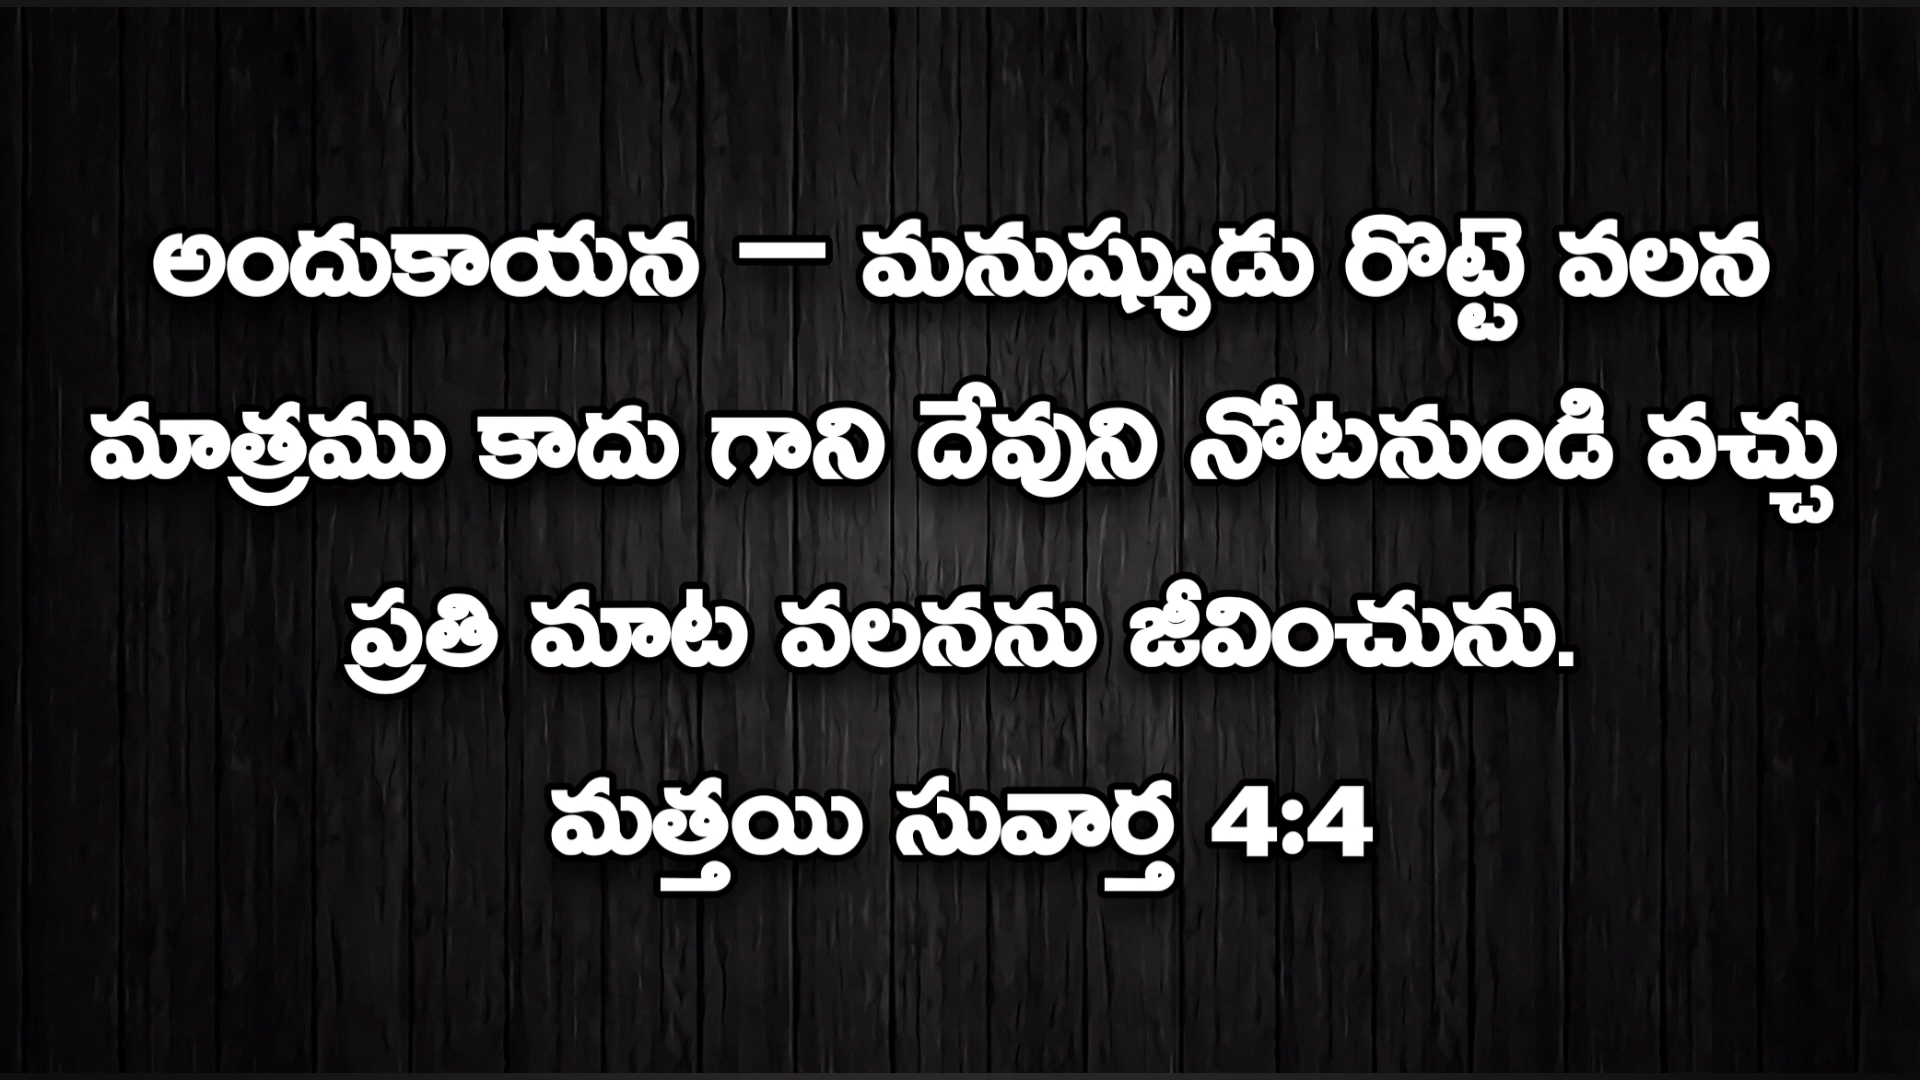 అందుకాయన — మనుష్యుడు రొట్టె వలన
మాత్రము కాదు గాని దేవుని నోటనుండి వచ్చు
ప్రతి మాట వలనను జీవించును.
మత్తయి సువార్త 4:4